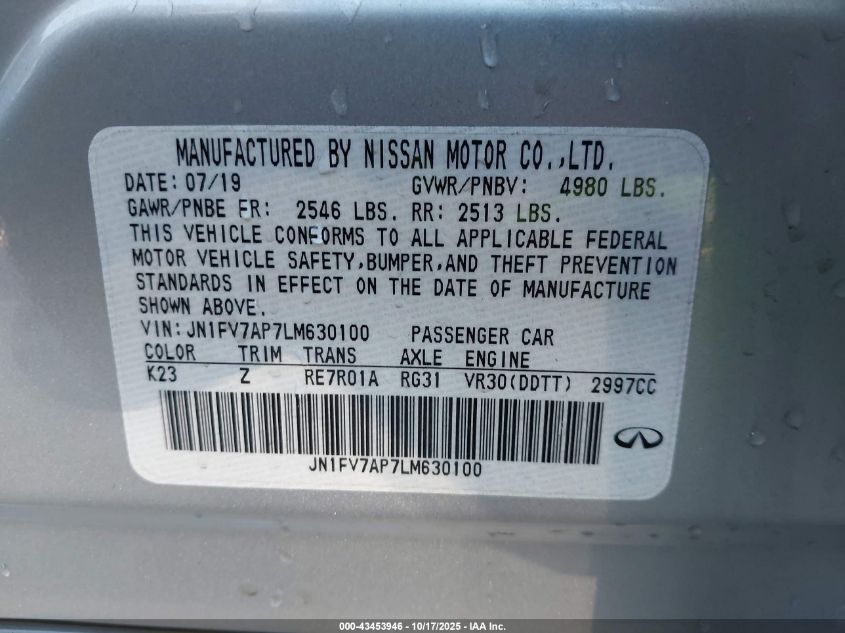 MANUFACTURED BY NISSAN MOTOR CO.,LTD.
DATE: 07/19 GVWR/PNBV: 4980 LBS.
GAWR/PNBE FR: 2546 LBS. RR: 2513 LBS.
THIS VEHICLE CONFORMS TO ALL APPLICABLE FEDERAL
MOTOR VEHICLE SAFETY,BUMPER,AND THEFT PREVENTION
STANDARDS IN EFFECT ON THE DATE OF MANUFACTURE
SHOWN ABOVE.
VIN:JN1FV7AP7LM630100 PASSENGER CAR
COLOR TRIM TRANS AXLE ENGINE
K23 Z RE7R01A RG31 VR30(DDTT) 2997CC
JN1FV7AP7LM630100
000-43453946 - 10/17/2025 - IAA Inc.